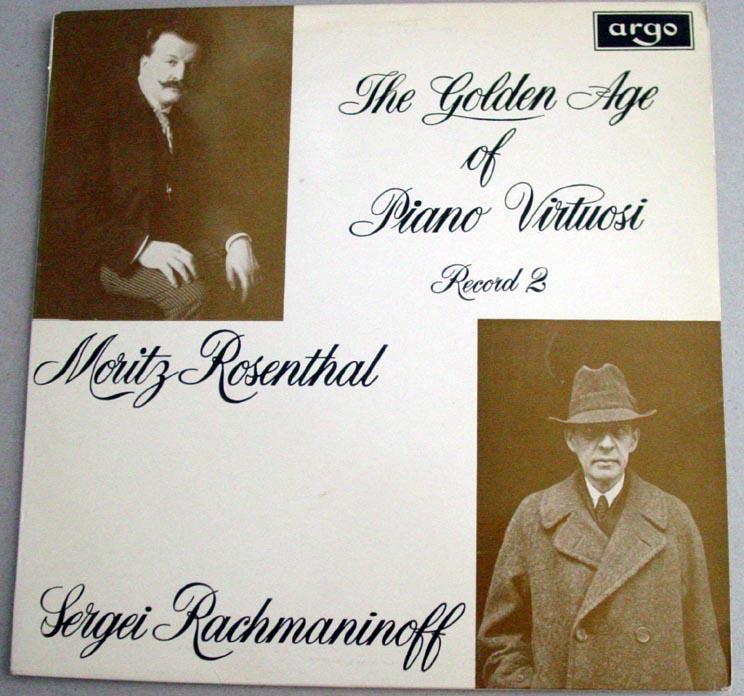 argo
The Golden Age
of
Piano Virtuosi
Record 2
Moritz Rosenthal
Sergei Rachmaninoff